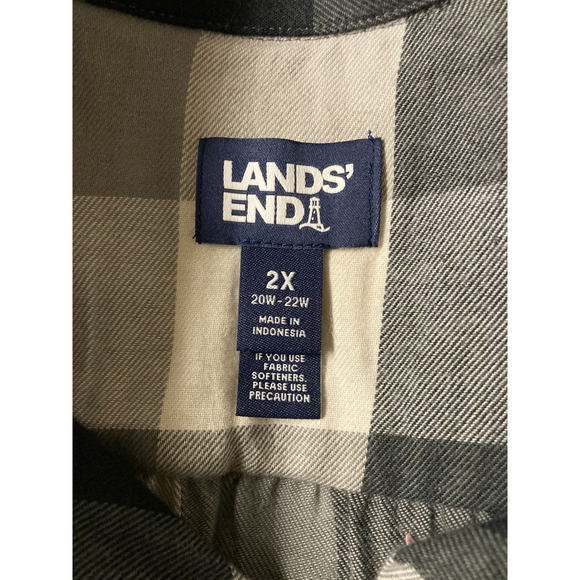 LANDS'
END
2X
20W - 22W
MADE IN
INDONESIA
IF YOU USE
FABRIC
SOFTENERS,
PLEASE USE
PRECAUTION